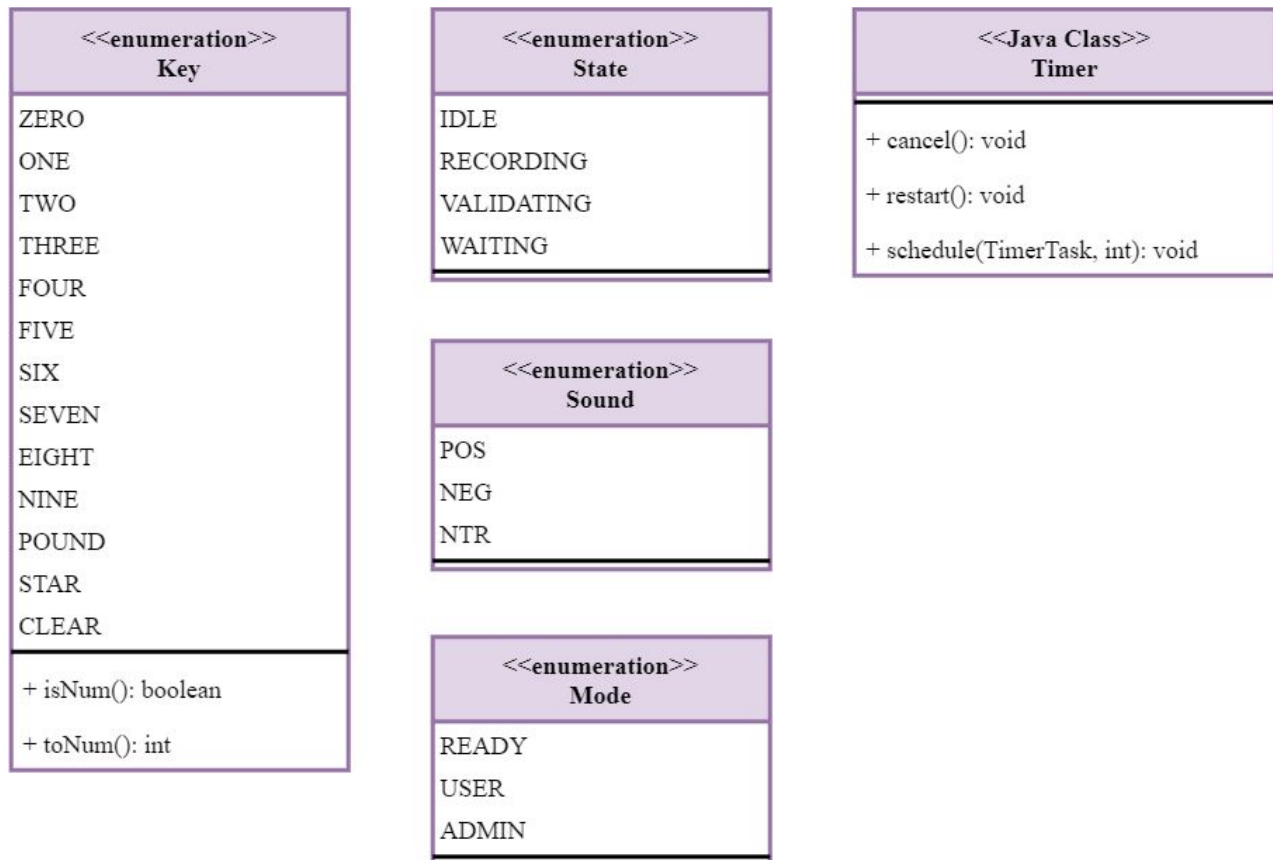 <<enumeration>>
Key
ZERO
ONE
TWO
THREE
FOUR
FIVE
SIX
SEVEN
EIGHT
NINE
POUND
STAR
CLEAR
+ isNum(): boolean
+ toNum(): int
<<enumeration>>
State
IDLE
RECORDING
VALIDATING
WAITING
<<enumeration>>
Sound
POS
NEG
NTR
<<enumeration>>
Mode
READY
USER
ADMIN
<<Java Class>>
Timer
+ cancel(): void
+ restart(): void
+ schedule(TimerTask, int): void